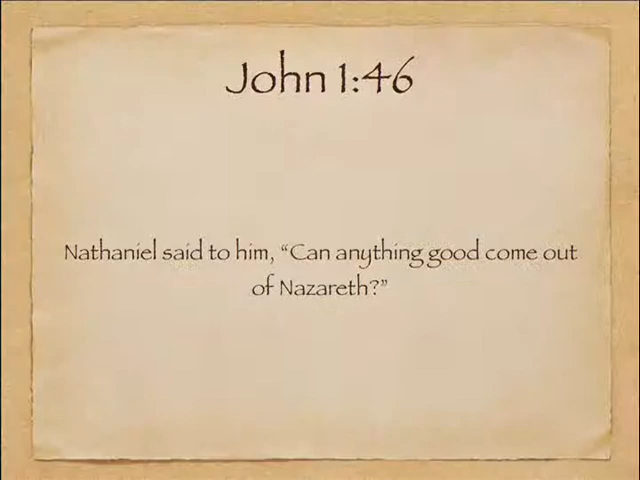 John 1:46
Nathaniel said to him, “Can anything good come out
of Nazareth?”